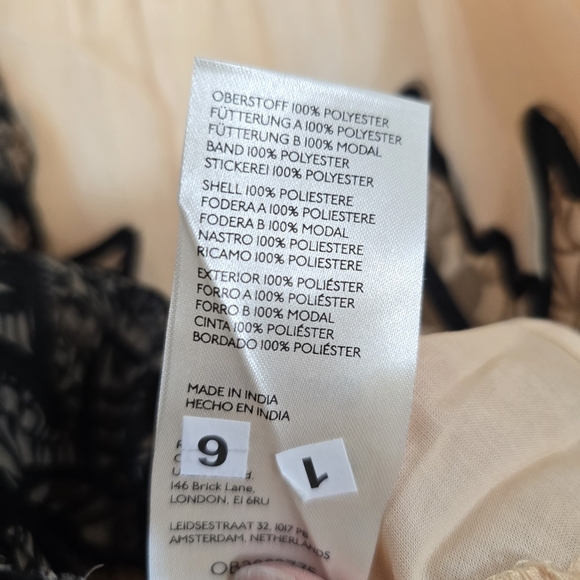 OBERSTOFF 100% POLYESTER
FÜTTERUNG A 100% POLYESTER
FÜTTERUNG B 100% MODAL
BAND 100% POLYESTER
STICKEREI 100% POLYESTER
SHELL 100% POLIESTERE
FODERA A 100% POLIESTERE
FODERA B 100% MODAL
NASTRO 100% POLIESTERE
RICAMO 100% POLIESTERE
EXTERIOR 100% POLIÉSTER
FORRO A 100% POLIÉSTER
FORRO B 100% MODAL
CINTA 100% POLIÉSTER
BORDADO 100% POLIÉSTER
MADE IN INDIA
HECHO EN INDIA
6
L
146 Brick Lane,
LONDON, E1 6RU
LEIDSESTRAAT 32, 1017 PB
AMSTERDAM, NETHERLANDS